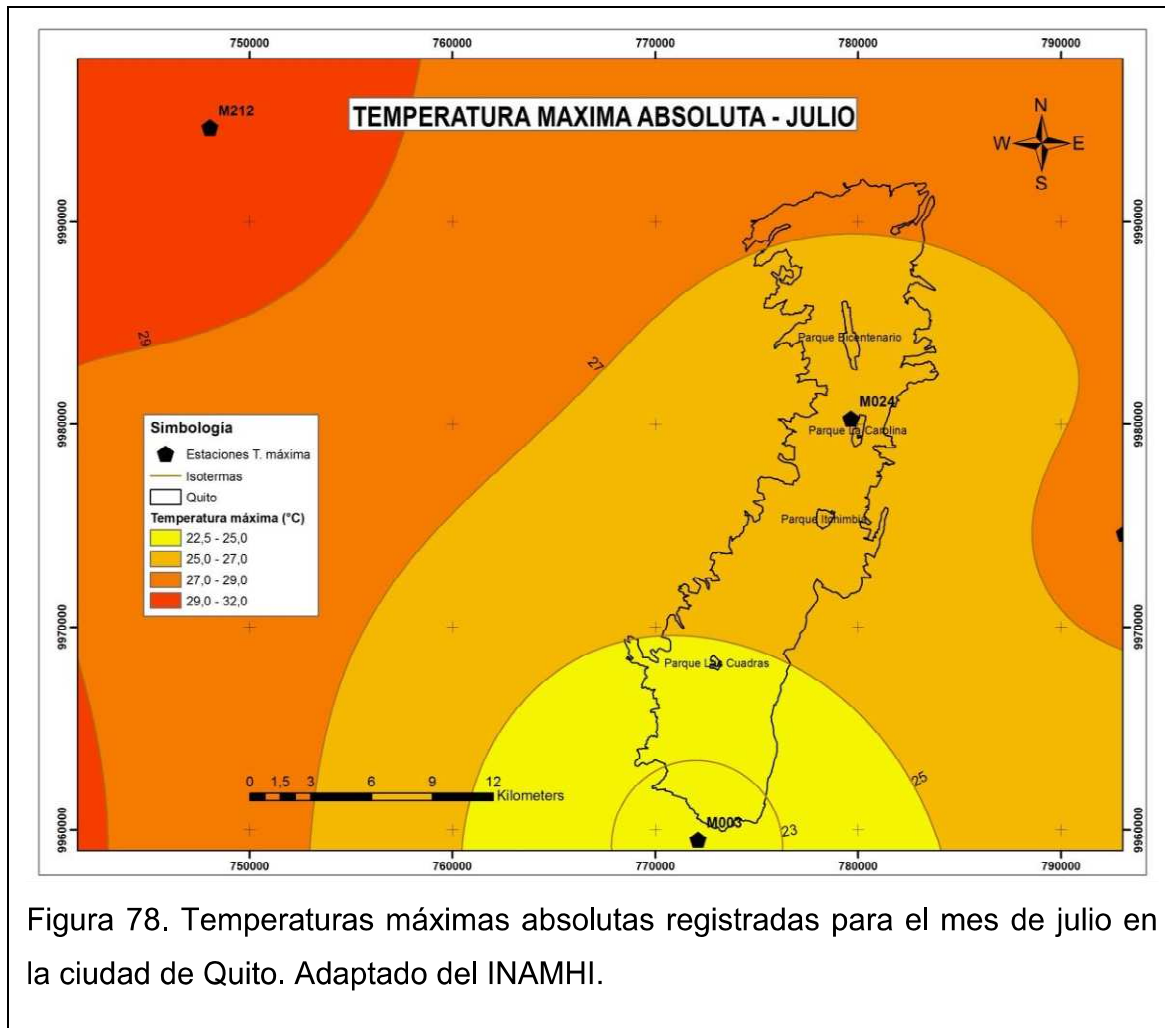 750000 760000 770000 780000 790000
TEMPERATURA MAXIMA ABSOLUTA - JULIO
M212
N
W E
S
9990000 9990000
29
27
Parque Bicentenario
M024
Parque La Carolina
9980000 9980000
Simbología
Estaciones T. máxima
Isotermas
Quito
Temperatura máxima (°C)
22,5 - 25,0
25,0 - 27,0
27,0 - 29,0
29,0 - 32,0
Parque Itchimbia
9970000 9970000
Parque Las Cuadras
25
0 1,5 3 6 9 12
Kilometers
M003
23
9960000 9960000
750000 760000 770000 780000 790000
Figura 78. Temperaturas máximas absolutas registradas para el mes de julio en
la ciudad de Quito. Adaptado del INAMHI.